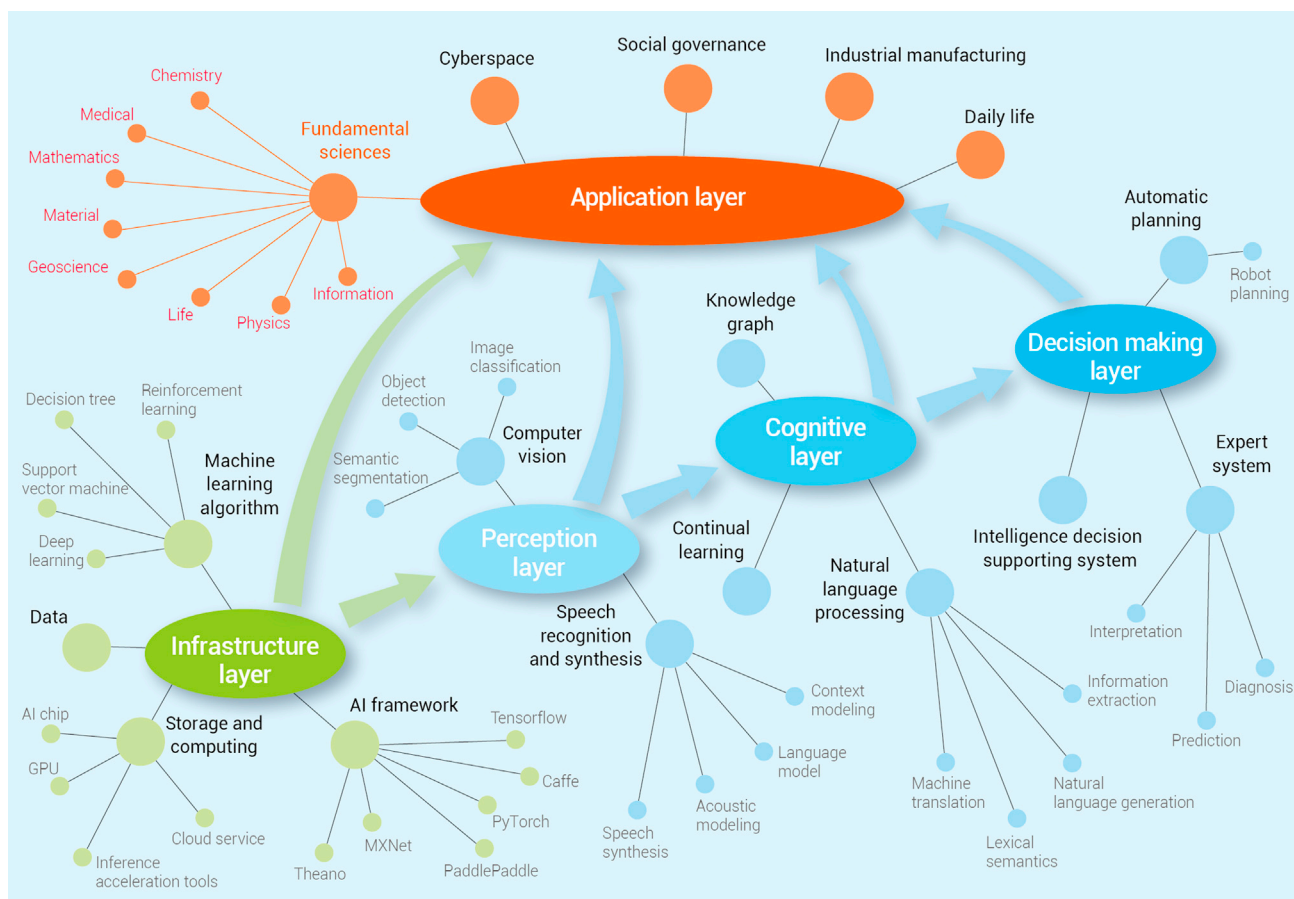 Social governance
Cyberspace
Industrial manufacturing
Chemistry
Medical
Fundamental
sciences
Daily life
Mathematics
Application layer
Automatic
planning
Material
Geoscience
Robot
planning
Information
Life
Physics
Knowledge
graph
Decision making
layer
Image
classification
Object
detection
Reinforcement
learning
Decision tree
Computer
vision
Cognitive
layer
Expert
system
Semantic
segmentation
Machine
learning
algorithm
Support
vector machine
Deep
learning
Perception
layer
Continual
learning
Intelligence decision
supporting system
Natural
language
processing
Data
Speech
recognition
and synthesis
Infrastructure
layer
Interpretation
Information
extraction
Diagnosis
Context
modeling
AI framework
AI chip
Storage and
computing
Tensorflow
Prediction
Language
model
GPU
Caffe
Machine
translation
Natural
language generation
Acoustic
modeling
PyTorch
Cloud service
Speech
synthesis
MXNet
Lexical
semantics
Inference
acceleration tools
Theano
PaddlePaddle